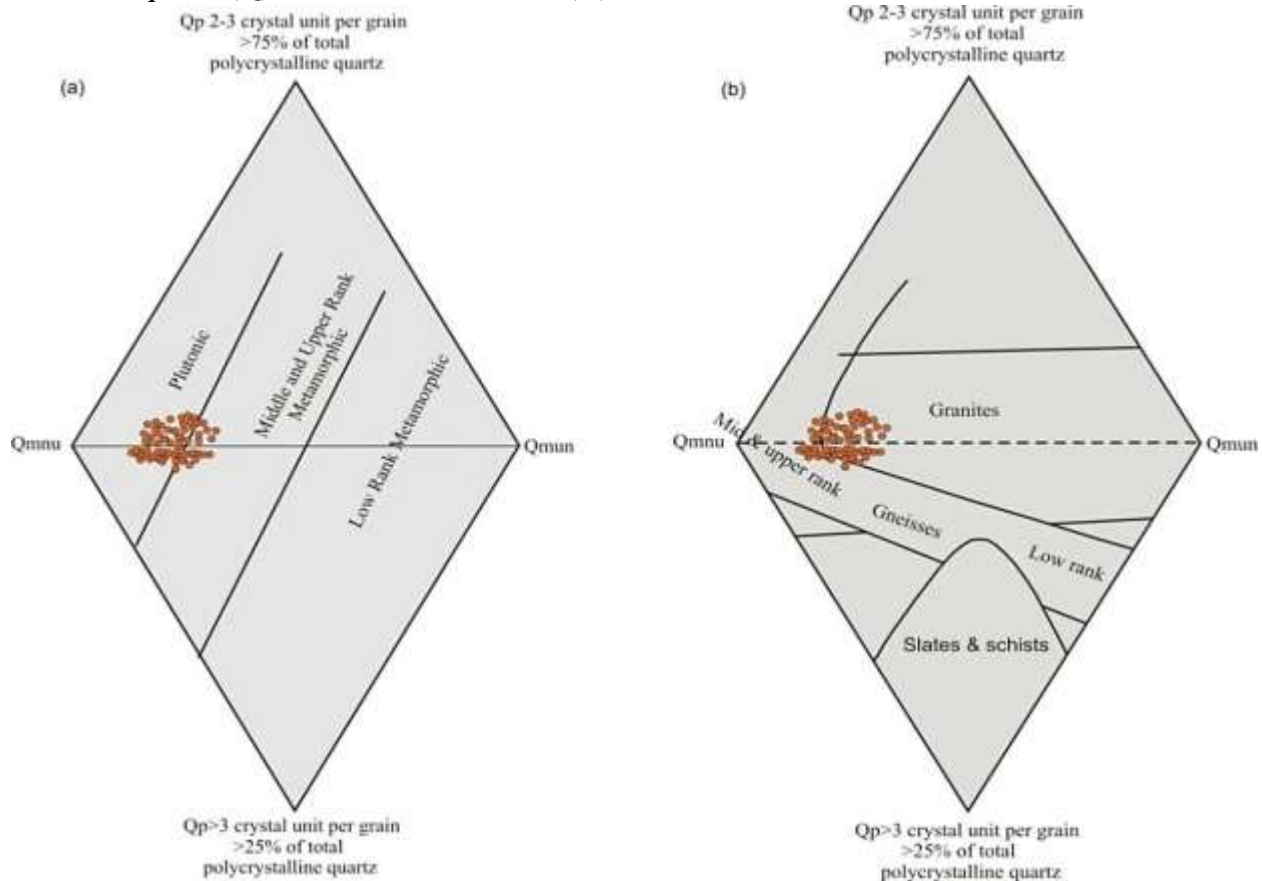 Qp 2-3 crystal unit per grain
>75% of total
polycrystalline quartz
(a)
Plutonic
Middle and Upper Rank
Metamorphic
Low Rank Metamorphic
Qmnu
Qmun
Qp>3 crystal unit per grain
>25% of total
polycrystalline quartz
Qp 2-3 crystal unit per grain
>75% of total
polycrystalline quartz
(b)
Granites
Qmnu
Mid & upper rank
Qmun
Gneisses
Low rank
Slates & schists
Qp>3 crystal unit per grain
>25% of total
polycrystalline quartz